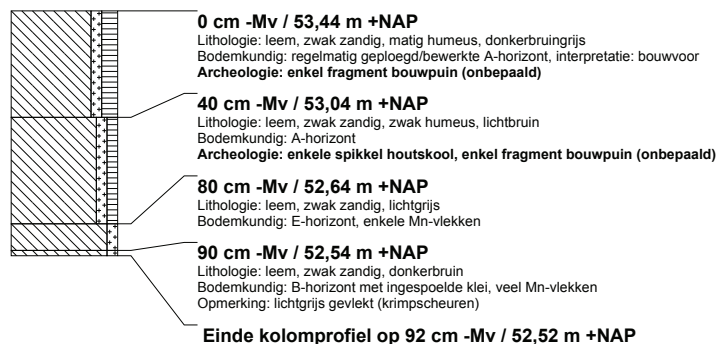 0 cm -Mv / 53,44 m +NAP
Lithologie: leem, zwak zandig, matig humeus, donkerbruingrijs
Bodemkundig: regelmatig geploegd/bewerkte A-horizont, interpretatie: bouwvoor
Archeologie: enkel fragment bouwpuin (onbepaald)
40 cm -Mv / 53,04 m +NAP
Lithologie: leem, zwak zandig, zwak humeus, lichtbruin
Bodemkundig: A-horizont
Archeologie: enkele spikkel houtskool, enkel fragment bouwpuin (onbepaald)
80 cm -Mv / 52,64 m +NAP
Lithologie: leem, zwak zandig, lichtgrijs
Bodemkundig: E-horizont, enkele Mn-vlekken
90 cm -Mv / 52,54 m +NAP
Lithologie: leem, zwak zandig, donkerbruin
Bodemkundig: B-horizont met ingespoelde klei, veel Mn-vlekken
Opmerking: lichtgrijs gevlekt (krimpscheuren)
Einde kolomprofiel op 92 cm -Mv / 52,52 m +NAP